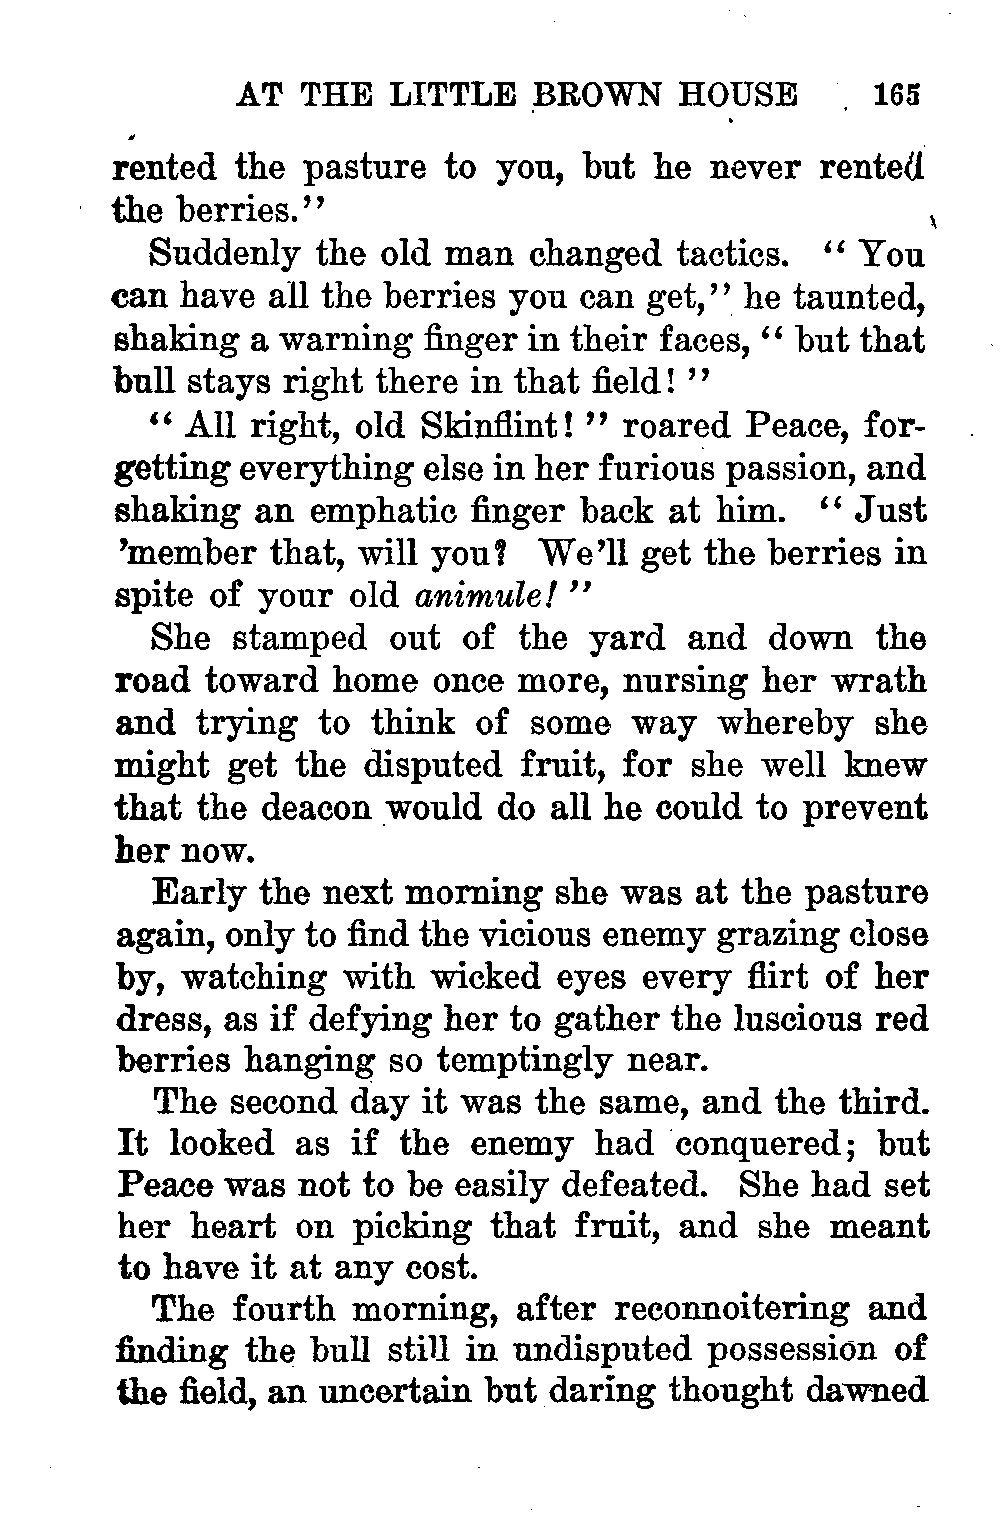 AT THE LITTLE BROWN HOUSE 165
rented the pasture to you, but he never rented
the berries."
Suddenly the old man changed tactics. "You
can have all the berries you can get," he taunted,
shaking a warning finger in their faces, "but that
bull stays right there in that field!"
"All right, old Skinflint!" roared Peace, for-
getting everything else in her furious passion, and
shaking an emphatic finger back at him. "Just
'member that, will you? We'll get the berries in
spite of your old animule!"
She stamped out of the yard and down the
road toward home once more, nursing her wrath
and trying to think of some way whereby she
might get the disputed fruit, for she well knew
that the deacon would do all he could to prevent
her now.
Early the next morning she was at the pasture
again, only to find the vicious enemy grazing close
by, watching with wicked eyes every flirt of her
dress, as if defying her to gather the luscious red
berries hanging so temptingly near.
The second day it was the same, and the third.
It looked as if the enemy had conquered; but
Peace was not to be easily defeated. She had set
her heart on picking that fruit, and she meant
to have it at any cost.
The fourth morning, after reconnoitering and
finding the bull still in undisputed possession of
the field, an uncertain but daring thought dawned